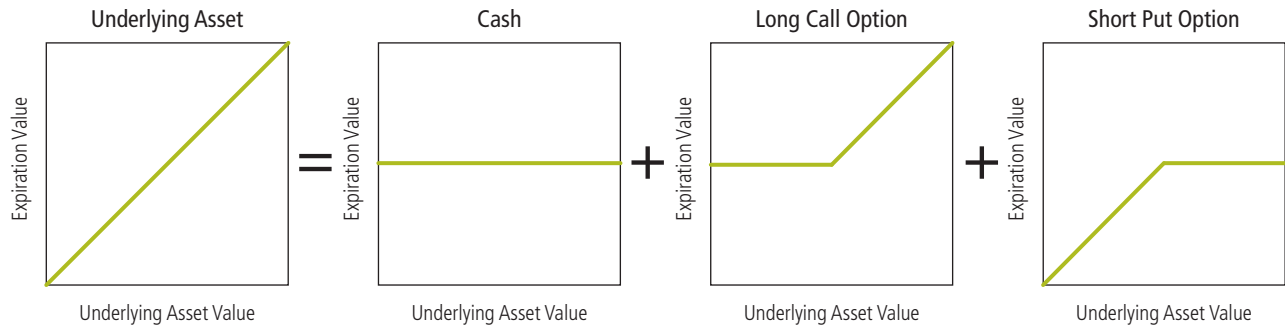 Underlying Asset
Cash
Long Call Option
Short Put Option
Expiration Value
=
Expiration Value
+
Expiration Value
+
Expiration Value
Underlying Asset Value
Underlying Asset Value
Underlying Asset Value
Underlying Asset Value